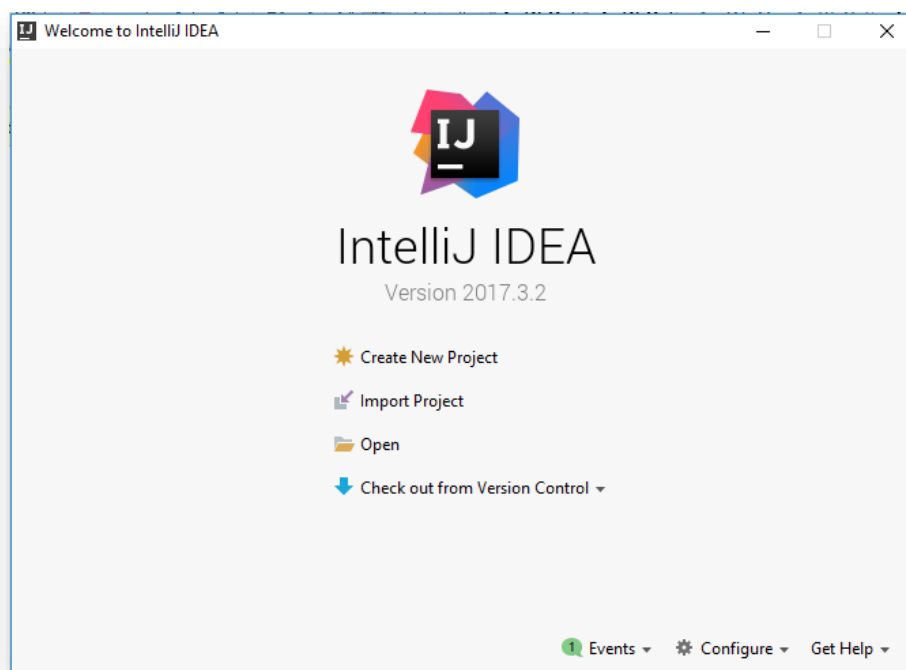 Welcome to IntelliJ IDEA
IJ
IntelliJ IDEA
Version 2017.3.2
Create New Project
Import Project
Open
Check out from Version Control
1 Events Configure Get Help